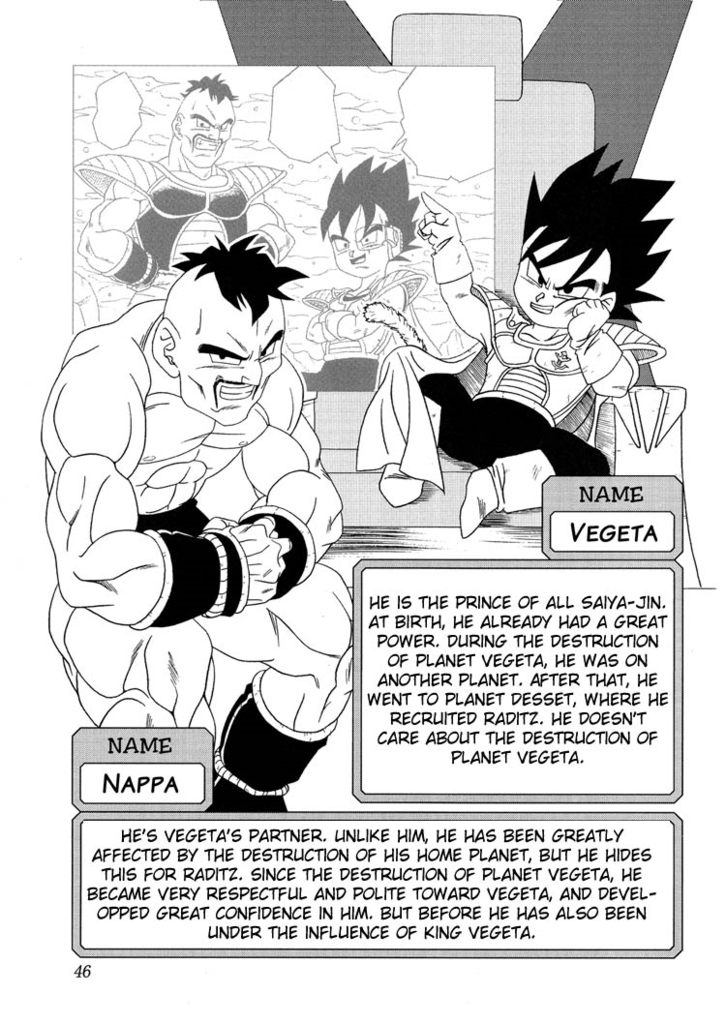 NAME
VEGETA
HE IS THE PRINCE OF ALL SAIYA-JIN.
AT BIRTH, HE ALREADY HAD A GREAT
POWER. DURING THE DESTRUCTION
OF PLANET VEGETA, HE WAS ON
ANOTHER PLANET. AFTER THAT, HE
WENT TO PLANET DESSET, WHERE HE
RECRUITED RADITZ. HE DOESN'T
CARE ABOUT THE DESTRUCTION OF
PLANET VEGETA.
NAME
NAPPA
HE'S VEGETA'S PARTNER. UNLIKE HIM, HE HAS BEEN GREATLY
AFFECTED BY THE DESTRUCTION OF HIS HOME PLANET, BUT HE HIDES
THIS FOR RADITZ. SINCE THE DESTRUCTION OF PLANET VEGETA, HE
BECAME VERY RESPECTFUL AND POLITE TOWARD VEGETA, AND DEVEL-
OPPED GREAT CONFIDENCE IN HIM. BUT BEFORE HE HAS ALSO BEEN
UNDER THE INFLUENCE OF KING VEGETA.
46